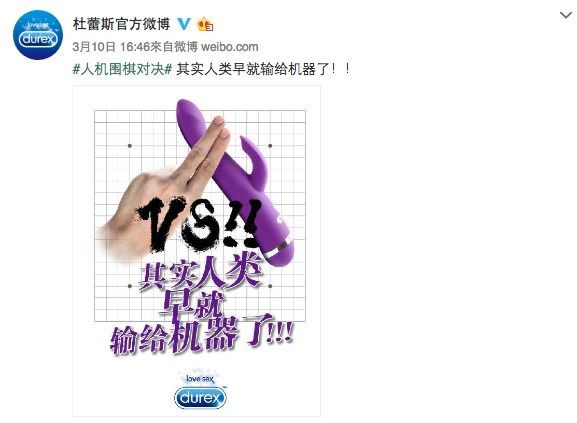 love sex
durex
杜蕾斯官方微博
3月10日 16:46來自微博 weibo.com
#人机围棋对决# 其实人类早就输给机器了！！
VS!!
其实人类
早就
输给机器了!!!
love sex
durex